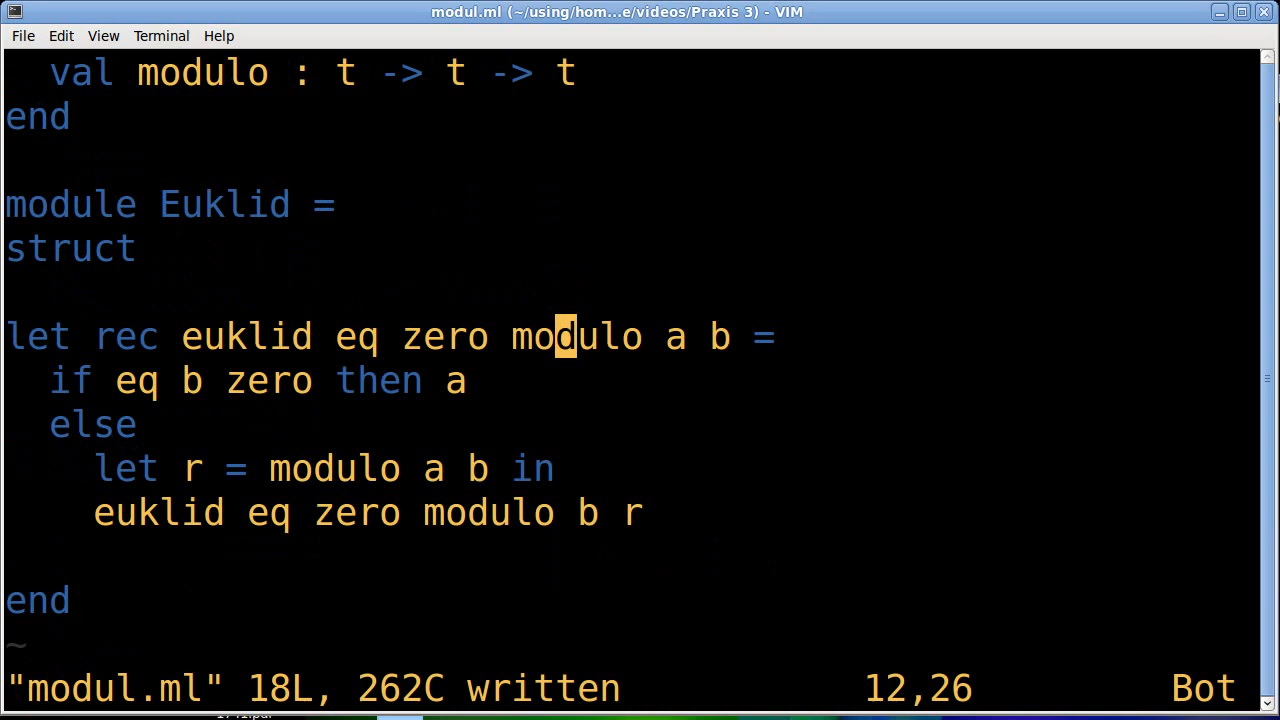 modul.ml (~/using/hom...e/videos/Praxis 3) - VIM
File Edit View Terminal Help
  val modulo : t -> t -> t
end

module Euklid =
struct

let rec euklid eq zero modulo a b =
  if eq b zero then a
  else
    let r = modulo a b in
    euklid eq zero modulo b r

end
~
"modul.ml" 18L, 262C written 12,26 Bot